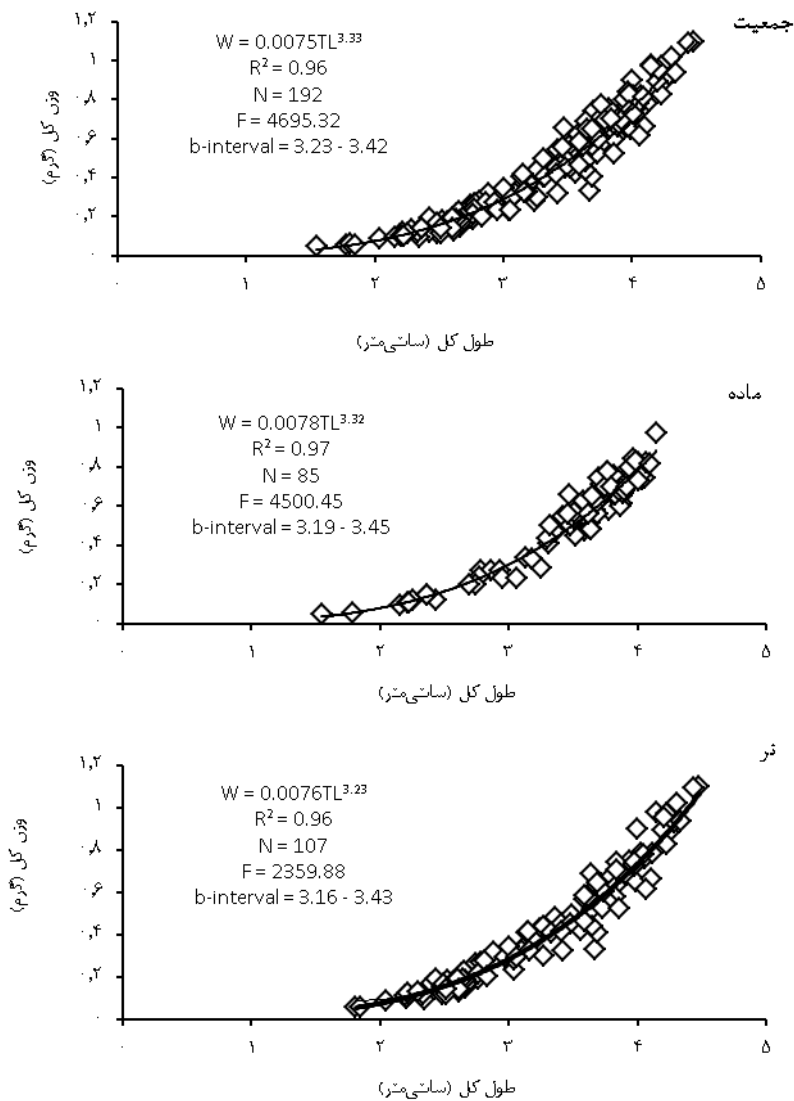 جمعیت
۱٫۲
۱
۰٫۸
۰٫۶
۰٫۴
۰٫۲
۰
وزن کل (گرم)
W = 0.0075TL^3.33
R² = 0.96
N = 192
F = 4695.32
b-interval = 3.23 - 3.42
۰ ۱ ۲ ۳ ۴ ۵
طول کل (سانتی‌متر)
ماده
۱٫۲
۱
۰٫۸
۰٫۶
۰٫۴
۰٫۲
۰
وزن کل (گرم)
W = 0.0078TL^3.32
R² = 0.97
N = 85
F = 4500.45
b-interval = 3.19 - 3.45
۰ ۱ ۲ ۳ ۴ ۵
طول کل (سانتی‌متر)
نر
۱٫۲
۱
۰٫۸
۰٫۶
۰٫۴
۰٫۲
۰
وزن کل (گرم)
W = 0.0076TL^3.23
R² = 0.96
N = 107
F = 2359.88
b-interval = 3.16 - 3.43
۰ ۱ ۲ ۳ ۴ ۵
طول کل (سانتی‌متر)